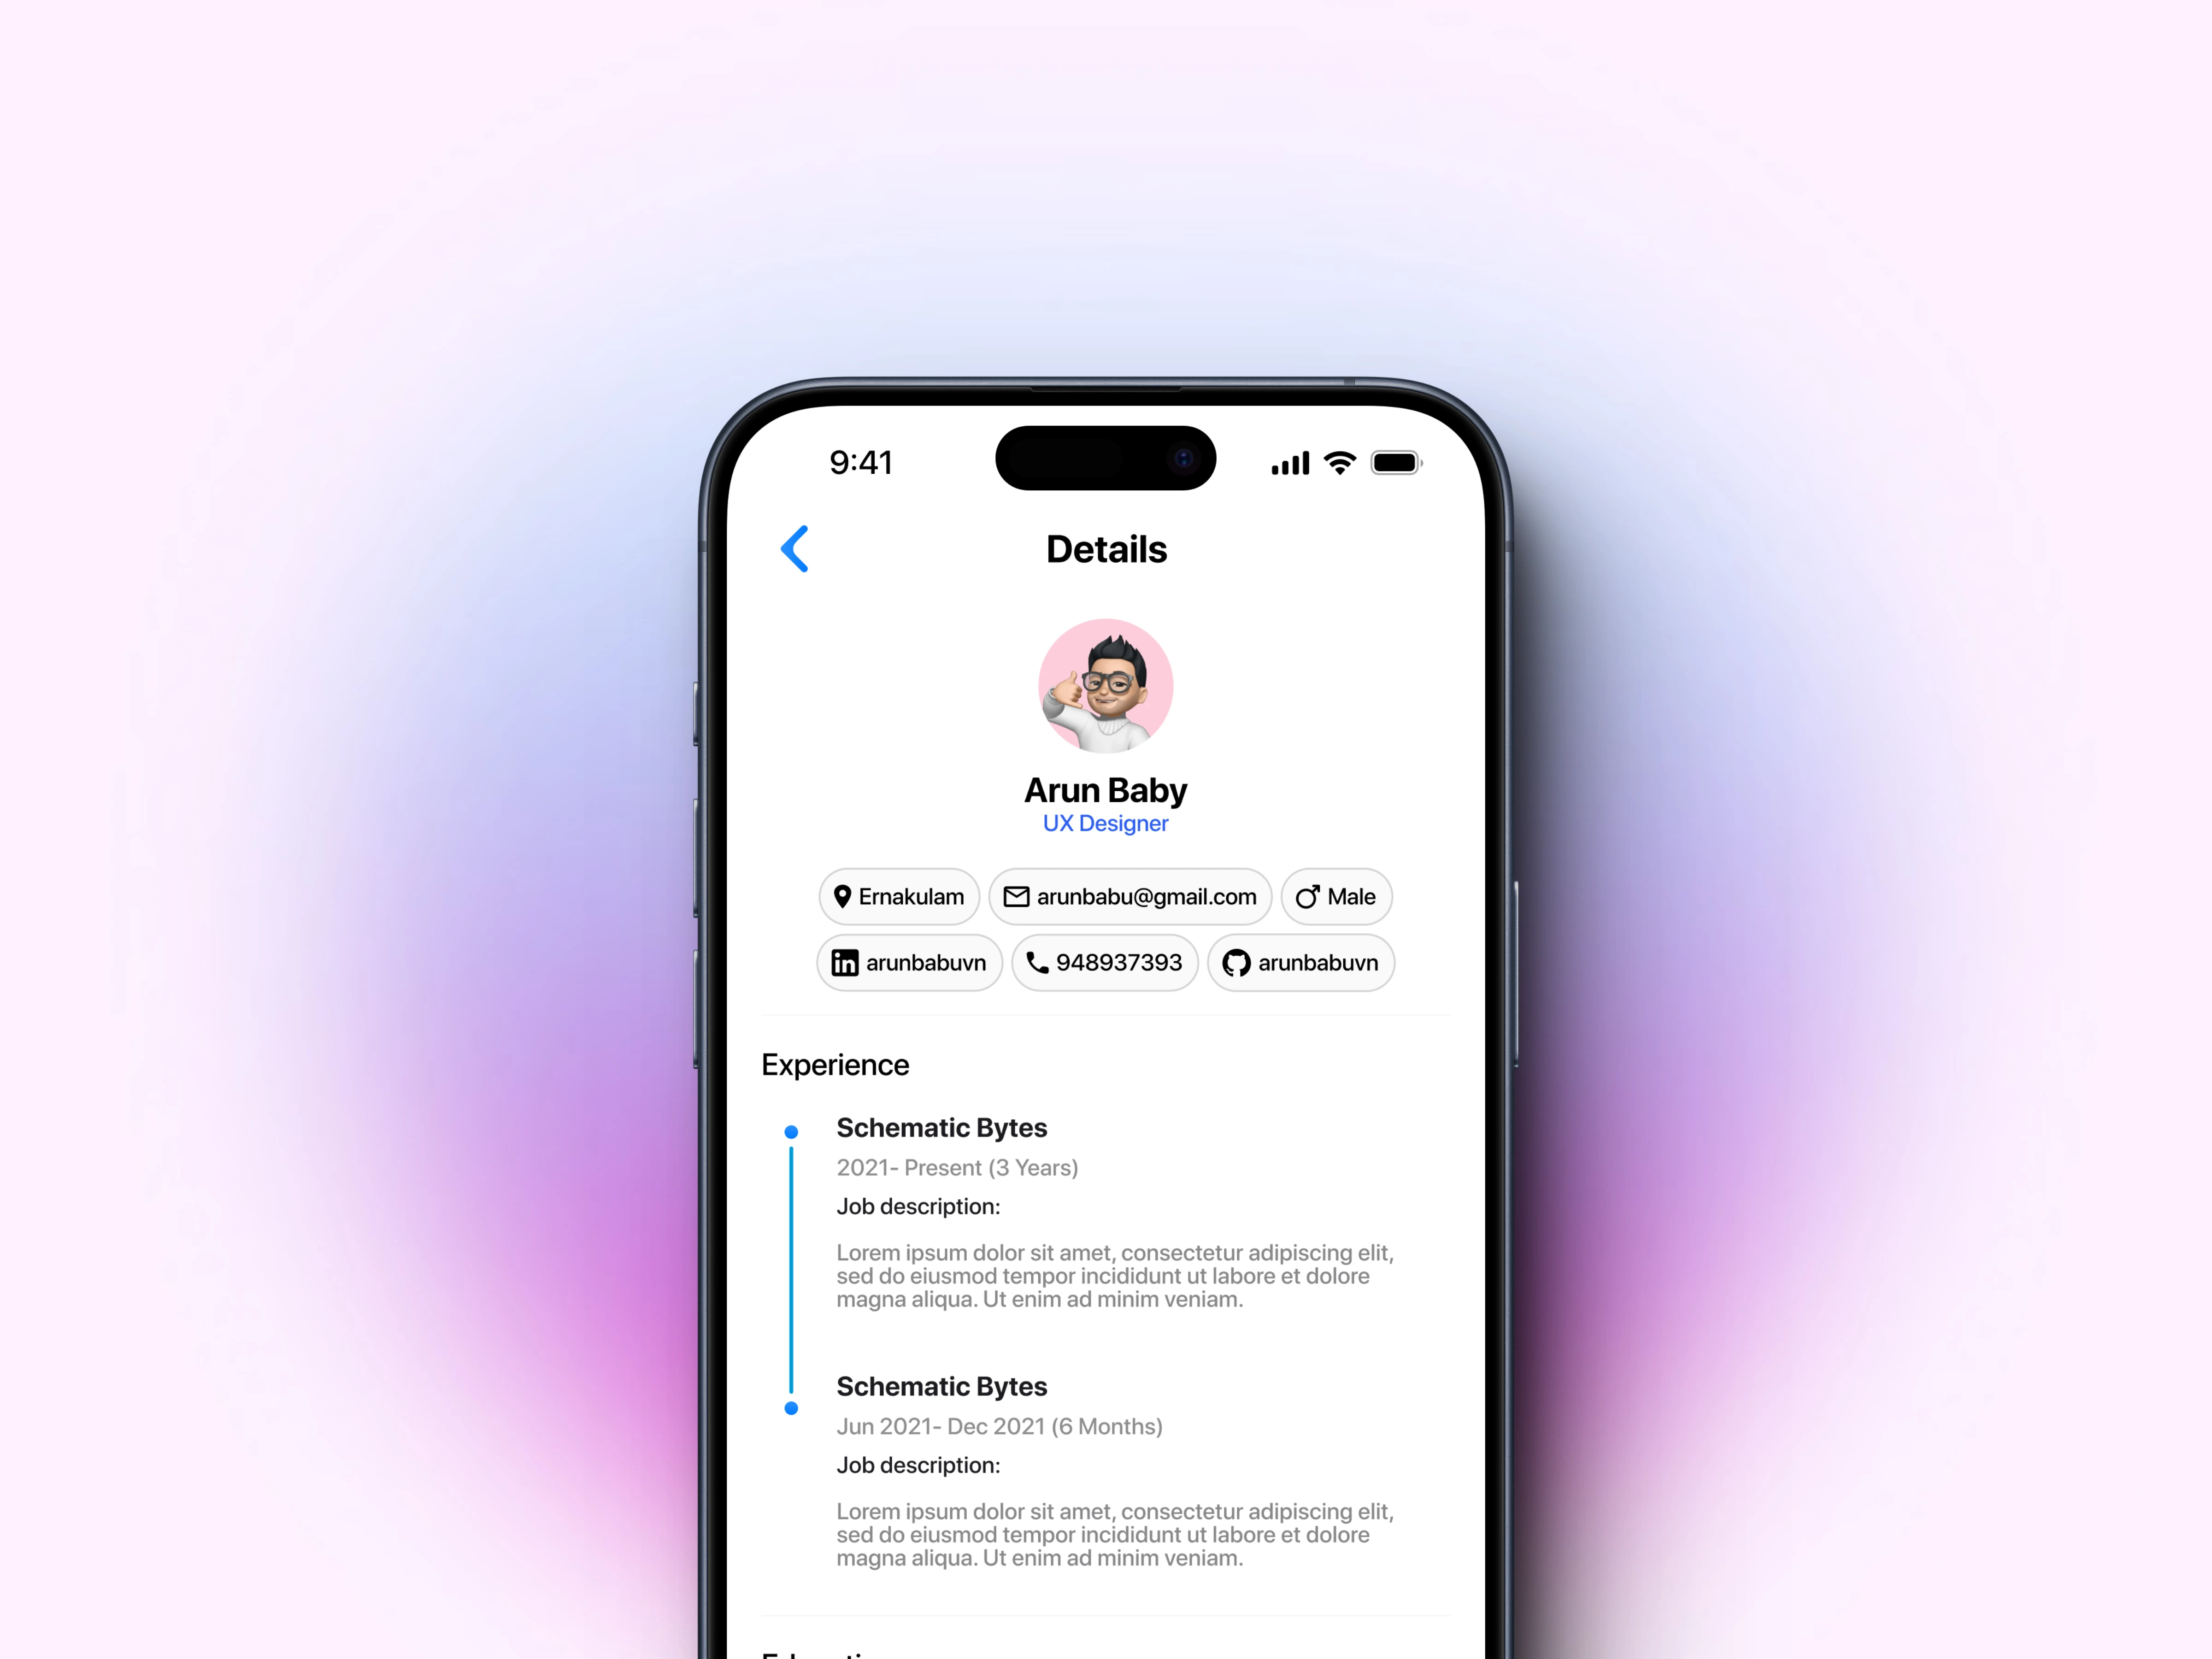 9:41
Details
Arun Baby
UX Designer
Ernakulam arunbabu@gmail.com Male
in arunbabuvn 948937393 arunbabuvn
Experience
Schematic Bytes
2021- Present (3 Years)
Job description:
Lorem ipsum dolor sit amet, consectetur adipiscing elit,
sed do eiusmod tempor incididunt ut labore et dolore
magna aliqua. Ut enim ad minim veniam.
Schematic Bytes
Jun 2021- Dec 2021 (6 Months)
Job description:
Lorem ipsum dolor sit amet, consectetur adipiscing elit,
sed do eiusmod tempor incididunt ut labore et dolore
magna aliqua. Ut enim ad minim veniam.